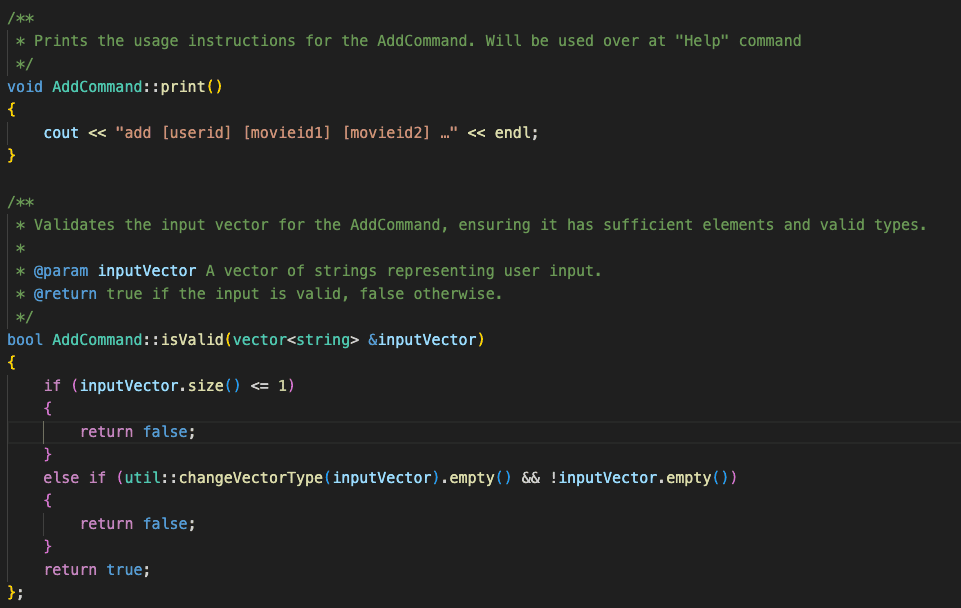 /**
 * Prints the usage instructions for the AddCommand. Will be used over at "Help" command
 */
void AddCommand::print()
{
    cout << "add [userid] [movieid1] [movieid2] …" << endl;
}

/**
 * Validates the input vector for the AddCommand, ensuring it has sufficient elements and valid types.
 *
 * @param inputVector A vector of strings representing user input.
 * @return true if the input is valid, false otherwise.
 */
bool AddCommand::isValid(vector<string> &inputVector)
{
    if (inputVector.size() <= 1)
    {
        return false;
    }
    else if (util::changeVectorType(inputVector).empty() && !inputVector.empty())
    {
        return false;
    }
    return true;
};